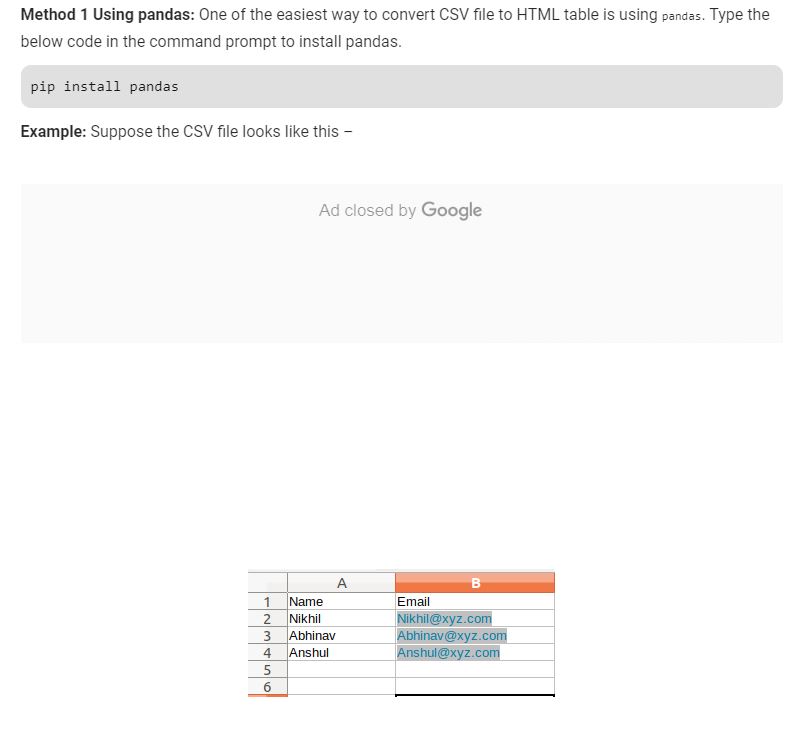 Method 1 Using pandas: One of the easiest way to convert CSV file to HTML table is using pandas. Type the
below code in the command prompt to install pandas.
pip install pandas
Example: Suppose the CSV file looks like this –
Ad closed by Google
A B
1 Name Email
2 Nikhil Nikhil@xyz.com
3 Abhinav Abhinav@xyz.com
4 Anshul Anshul@xyz.com
5
6